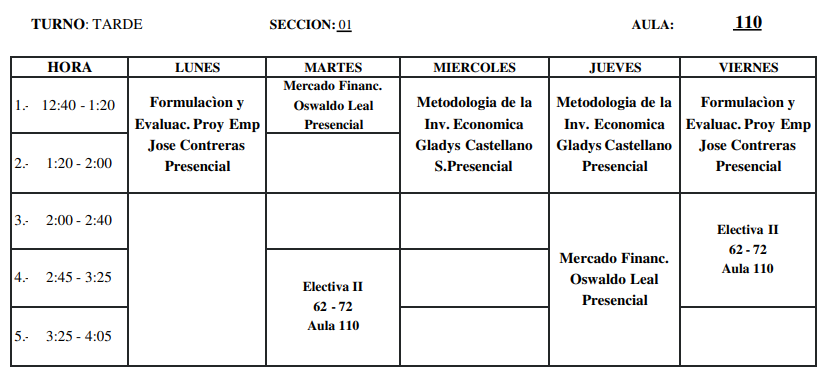 TURNO: TARDE SECCION: 01 AULA: 110
HORA LUNES MARTES MIERCOLES JUEVES VIERNES
1.- 12:40 - 1:20
2.- 1:20 - 2:00
3.- 2:00 - 2:40
4.- 2:45 - 3:25
5.- 3:25 - 4:05
Formulaciòn y
Evaluac. Proy Emp
Jose Contreras
Presencial
Mercado Financ.
Oswaldo Leal
Presencial
Electiva II
62 - 72
Aula 110
Metodologia de la
Inv. Economica
Gladys Castellano
S.Presencial
Metodologia de la
Inv. Economica
Gladys Castellano
Presencial
Mercado Financ.
Oswaldo Leal
Presencial
Formulaciòn y
Evaluac. Proy Emp
Jose Contreras
Presencial
Electiva II
62 - 72
Aula 110